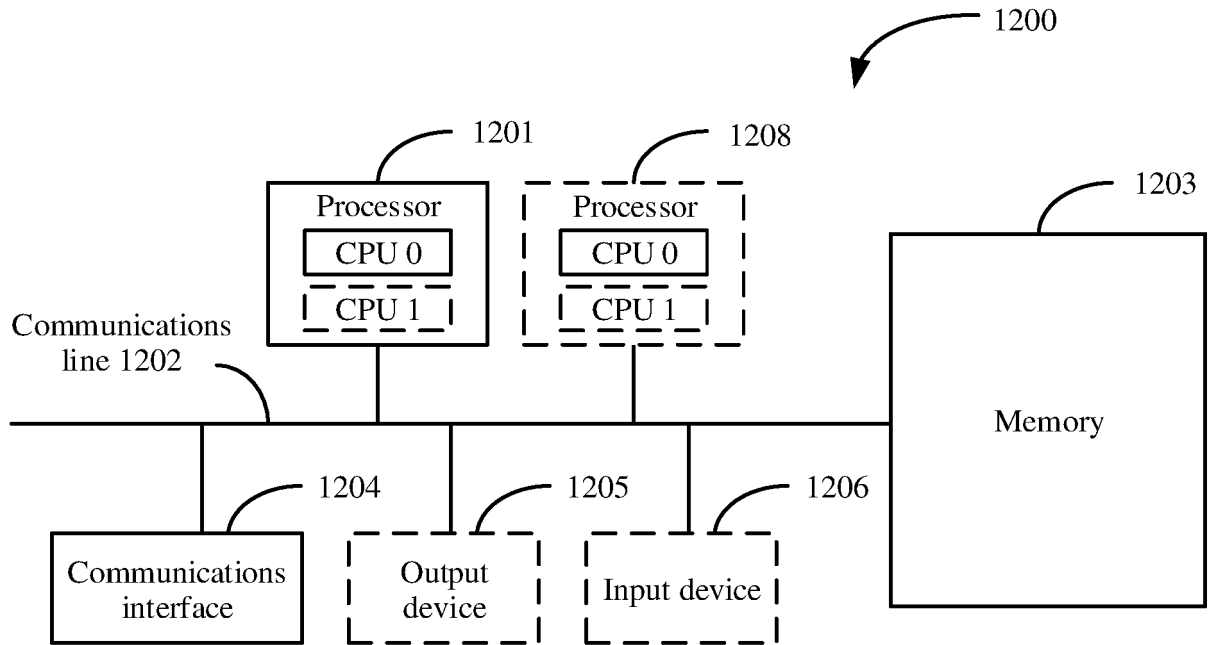 1200
1201
1208
1203
Processor
CPU 0
CPU 1
Processor
CPU 0
CPU 1
Communications
line 1202
Memory
1204
1205
1206
Communications
interface
Output
device
Input device